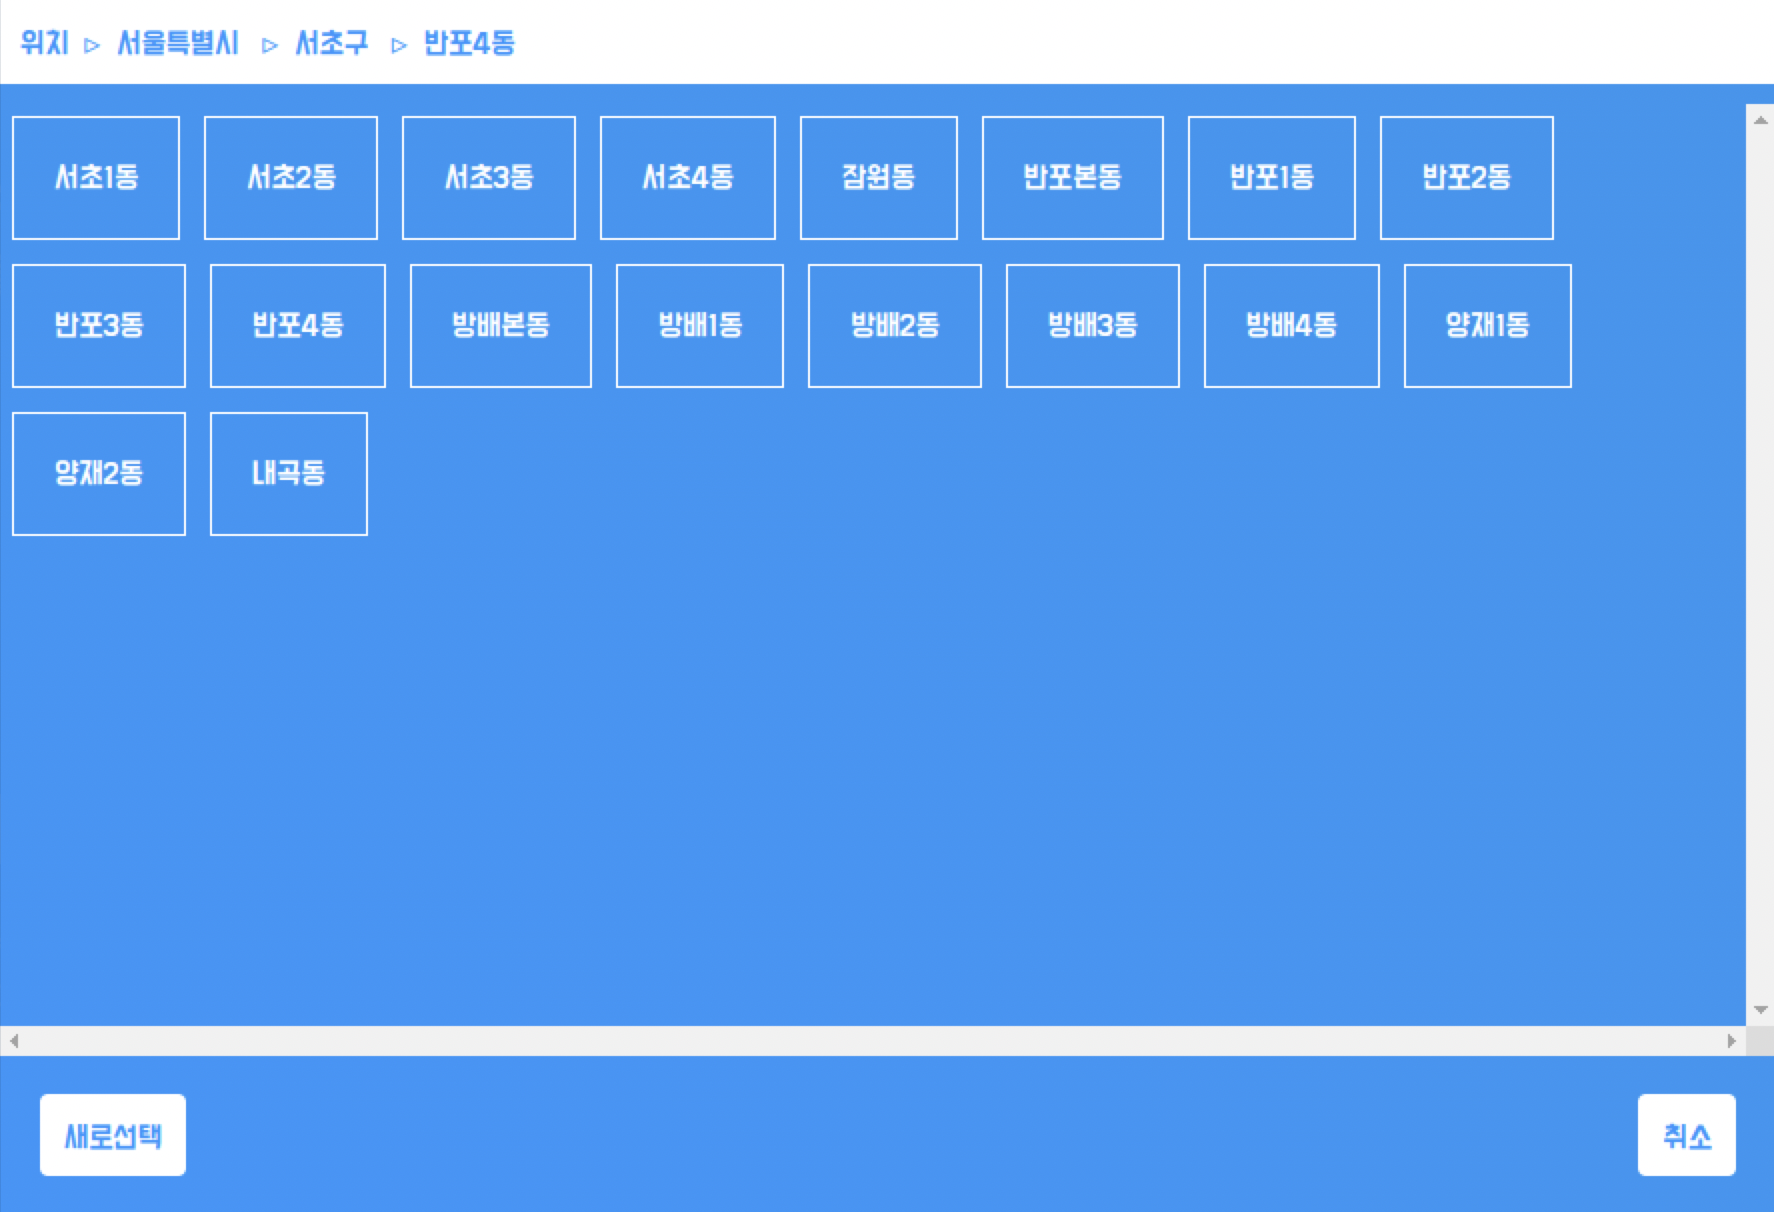 위치 ▷ 서울특별시 ▷ 서초구 ▷ 반포4동
서초1동 서초2동 서초3동 서초4동 잠원동 반포본동 반포1동 반포2동
반포3동 반포4동 방배본동 방배1동 방배2동 방배3동 방배4동 양재1동
양재2동 내곡동
새로선택 취소